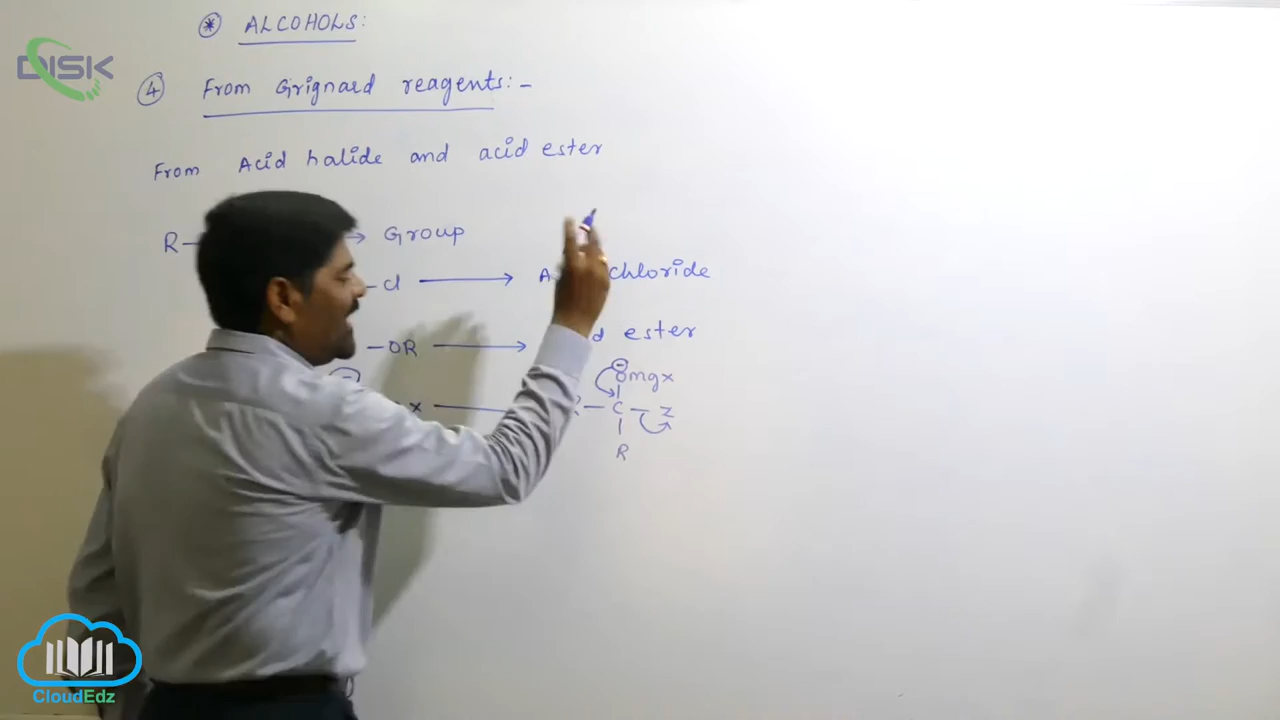 * ALCOHOLS:
DISK
4 From Grignard reagents:-
From Acid halide and acid ester
R— → Group
-Cl → chloride
-OR → ester
⊖
OMgX
x — C — Z
R
CloudEdz